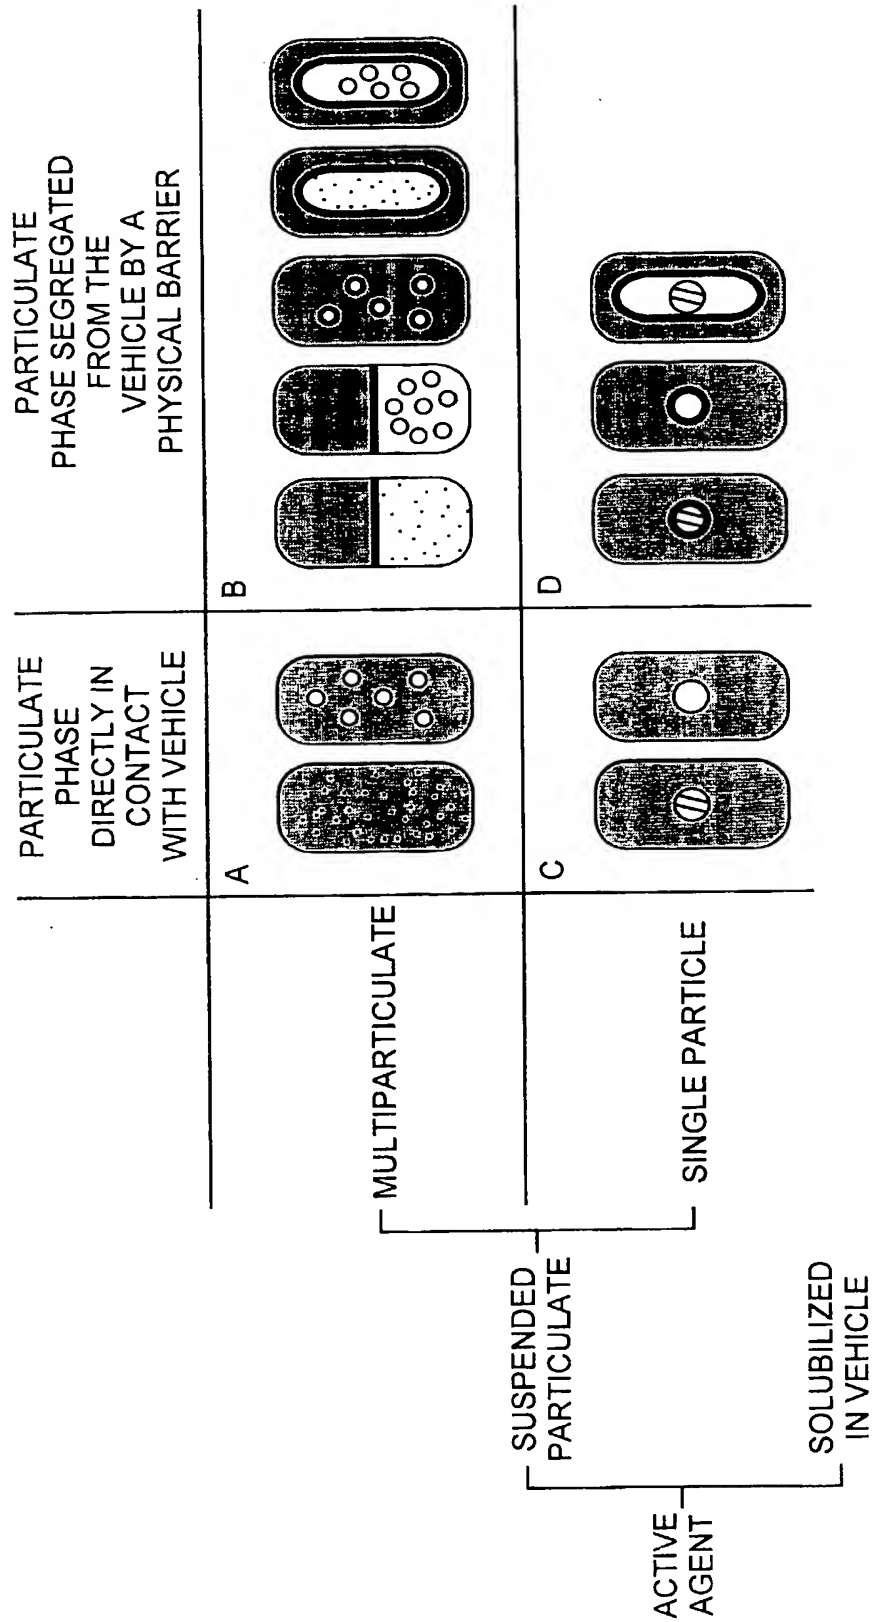 PARTICULATE
PHASE
DIRECTLY IN
CONTACT
WITH VEHICLE
PARTICULATE
PHASE SEGREGATED
FROM THE
VEHICLE BY A
PHYSICAL BARRIER
ACTIVE
AGENT
SUSPENDED
PARTICULATE
MULTIPARTICULATE
A
B
SINGLE PARTICLE
C
D
SOLUBILIZED
IN VEHICLE